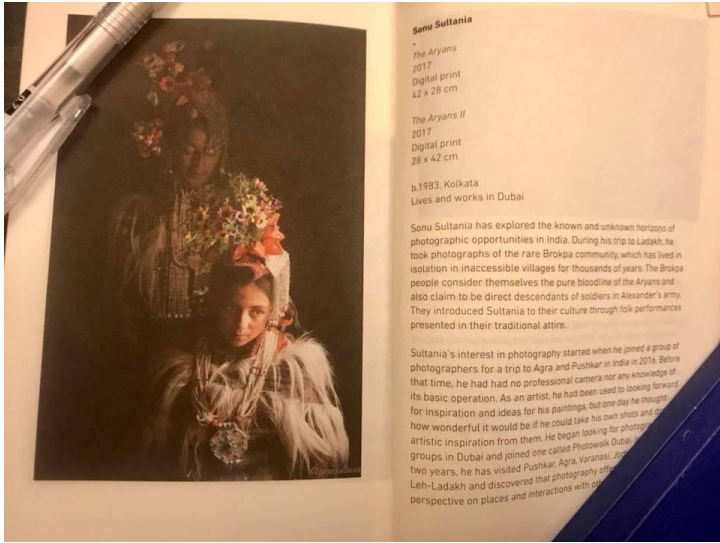 Sonu Sultania
-
The Aryans
2017
Digital print
42 x 28 cm
The Aryans II
2017
Digital print
28 x 42 cm
b.1983, Kolkata
Lives and works in Dubai
Sonu Sultania has explored the known and unknown horizons of
photographic opportunities in India. During his trip to Ladakh, he
took photographs of the rare Brokpa community, which has lived in
isolation in inaccessible villages for thousands of years. The Brokpa
people consider themselves the pure bloodline of the Aryans and
also claim to be direct descendants of soldiers in Alexander's army.
They introduced Sultania to their culture through folk performances
presented in their traditional attire.
Sultania's interest in photography started when he joined a group of
photographers for a trip to Agra and Pushkar in India in 2016. Before
that time, he had had no professional camera nor any knowledge of
its basic operation. As an artist, he had been used to looking forward
for inspiration and ideas for his paintings, but one day he thought
how wonderful it would be if he could take his own shots and
artistic inspiration from them. He began looking for
groups in Dubai and joined one called Photowalk Dubai.
two years, he has visited Pushkar, Agra, Varanasi,
Leh-Ladakh and discovered that photography
perspective on places and interactions with